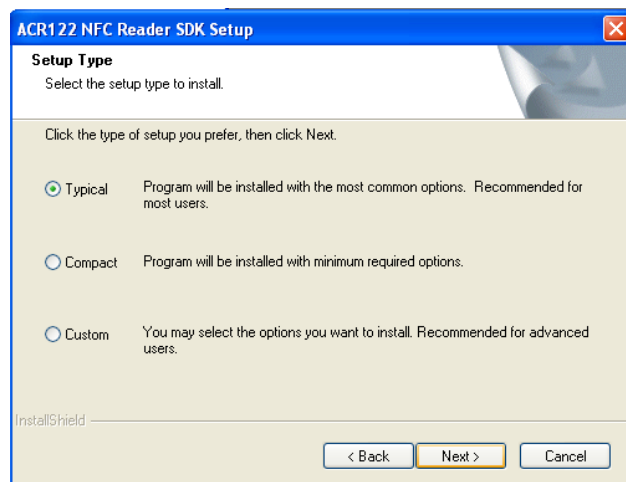 ACR122 NFC Reader SDK Setup
Setup Type
Select the setup type to install.
Click the type of setup you prefer, then click Next.
Typical Program will be installed with the most common options. Recommended for
most users.
Compact Program will be installed with minimum required options.
Custom You may select the options you want to install. Recommended for advanced
users.
InstallShield
< Back Next > Cancel